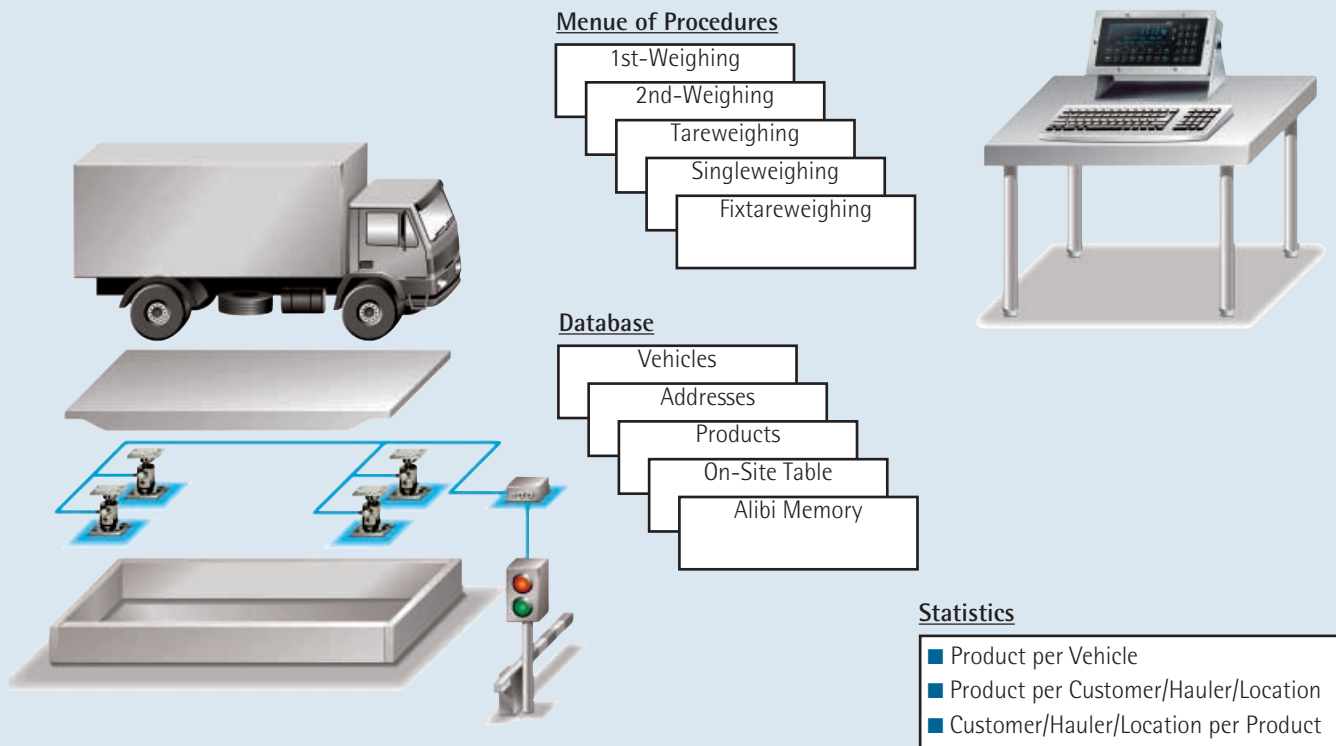 Menue of Procedures
1st-Weighing
2nd-Weighing
Tareweighing
Singleweighing
Fixtareweighing
Database
Vehicles
Addresses
Products
On-Site Table
Alibi Memory
Statistics
■ Product per Vehicle
■ Product per Customer/Hauler/Location
■ Customer/Hauler/Location per Product